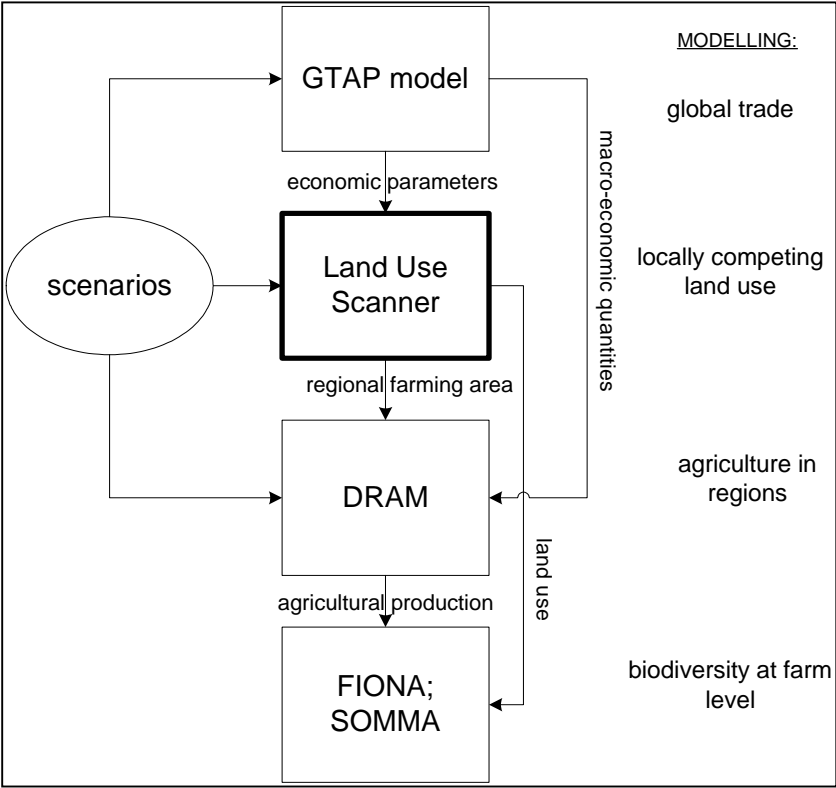 MODELLING:
GTAP model
global trade
macro-economic quantities
economic parameters
scenarios
Land Use
Scanner
locally competing
land use
regional farming area
DRAM
agriculture in
regions
land use
agricultural production
FIONA;
SOMMA
biodiversity at farm
level